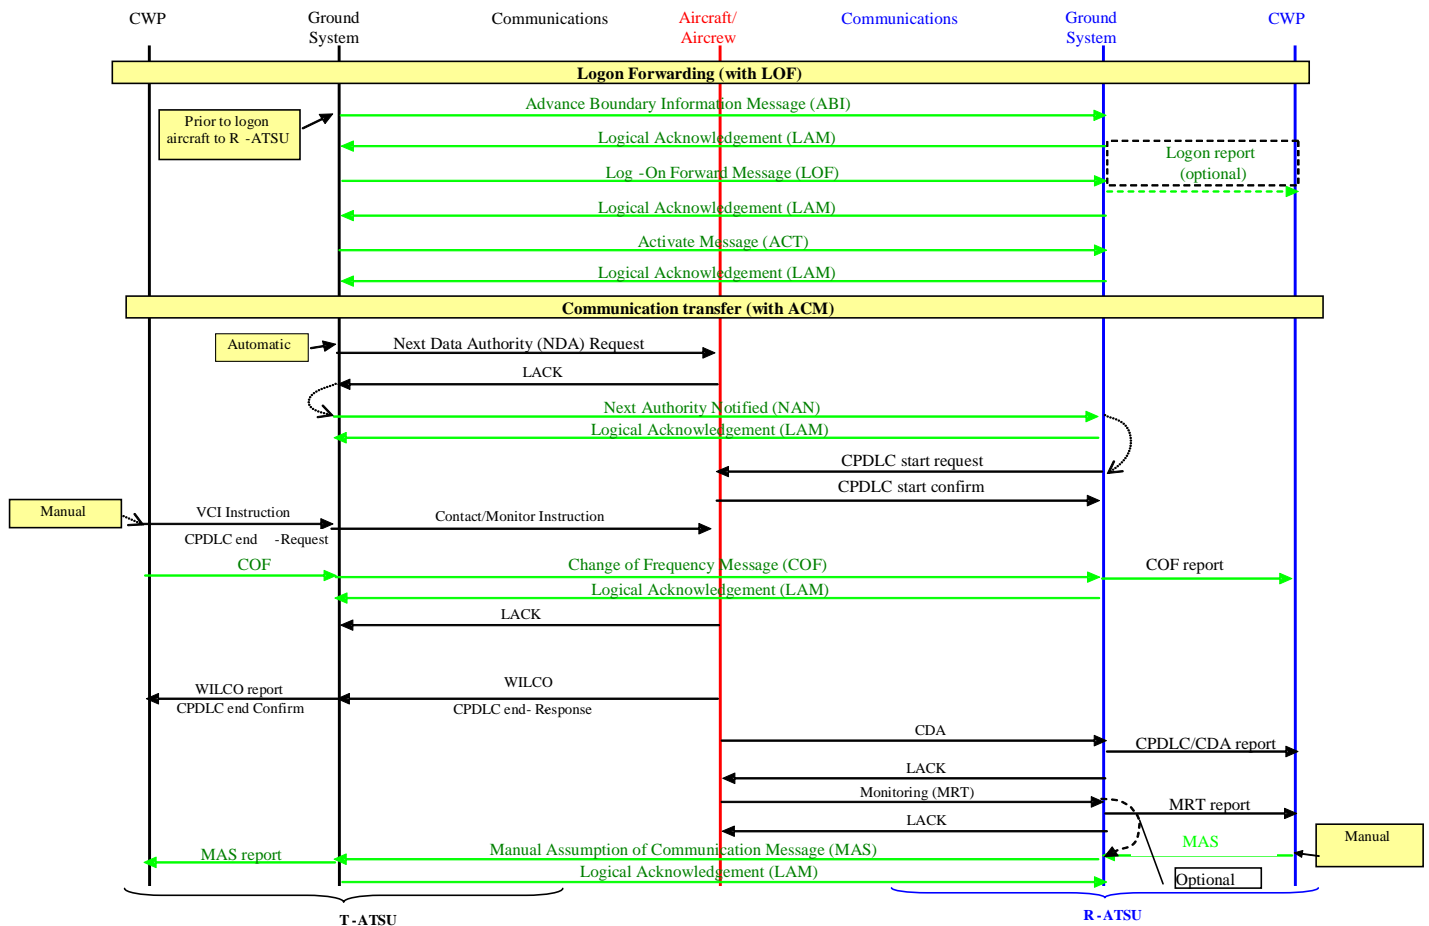 CWP
Ground
System
Communications
Aircraft/
Aircrew
Communications
Ground
System
CWP
Logon Forwarding (with LOF)
Prior to logon
aircraft to R -ATSU
Advance Boundary Information Message (ABI)
Logical Acknowledgement (LAM)
Logon report
(optional)
Log -On Forward Message (LOF)
Logical Acknowledgement (LAM)
Activate Message (ACT)
Logical Acknowledgement (LAM)
Communication transfer (with ACM)
Automatic
Next Data Authority (NDA) Request
LACK
Next Authority Notified (NAN)
Logical Acknowledgement (LAM)
CPDLC start request
CPDLC start confirm
Manual
VCI Instruction
Contact/Monitor Instruction
CPDLC end -Request
COF
Change of Frequency Message (COF)
COF report
Logical Acknowledgement (LAM)
LACK
WILCO report
WILCO
CPDLC end Confirm
CPDLC end- Response
CDA
CPDLC/CDA report
LACK
Monitoring (MRT)
MRT report
LACK
Manual
MAS
MAS report
Manual Assumption of Communication Message (MAS)
Logical Acknowledgement (LAM)
Optional
T -ATSU
R -ATSU